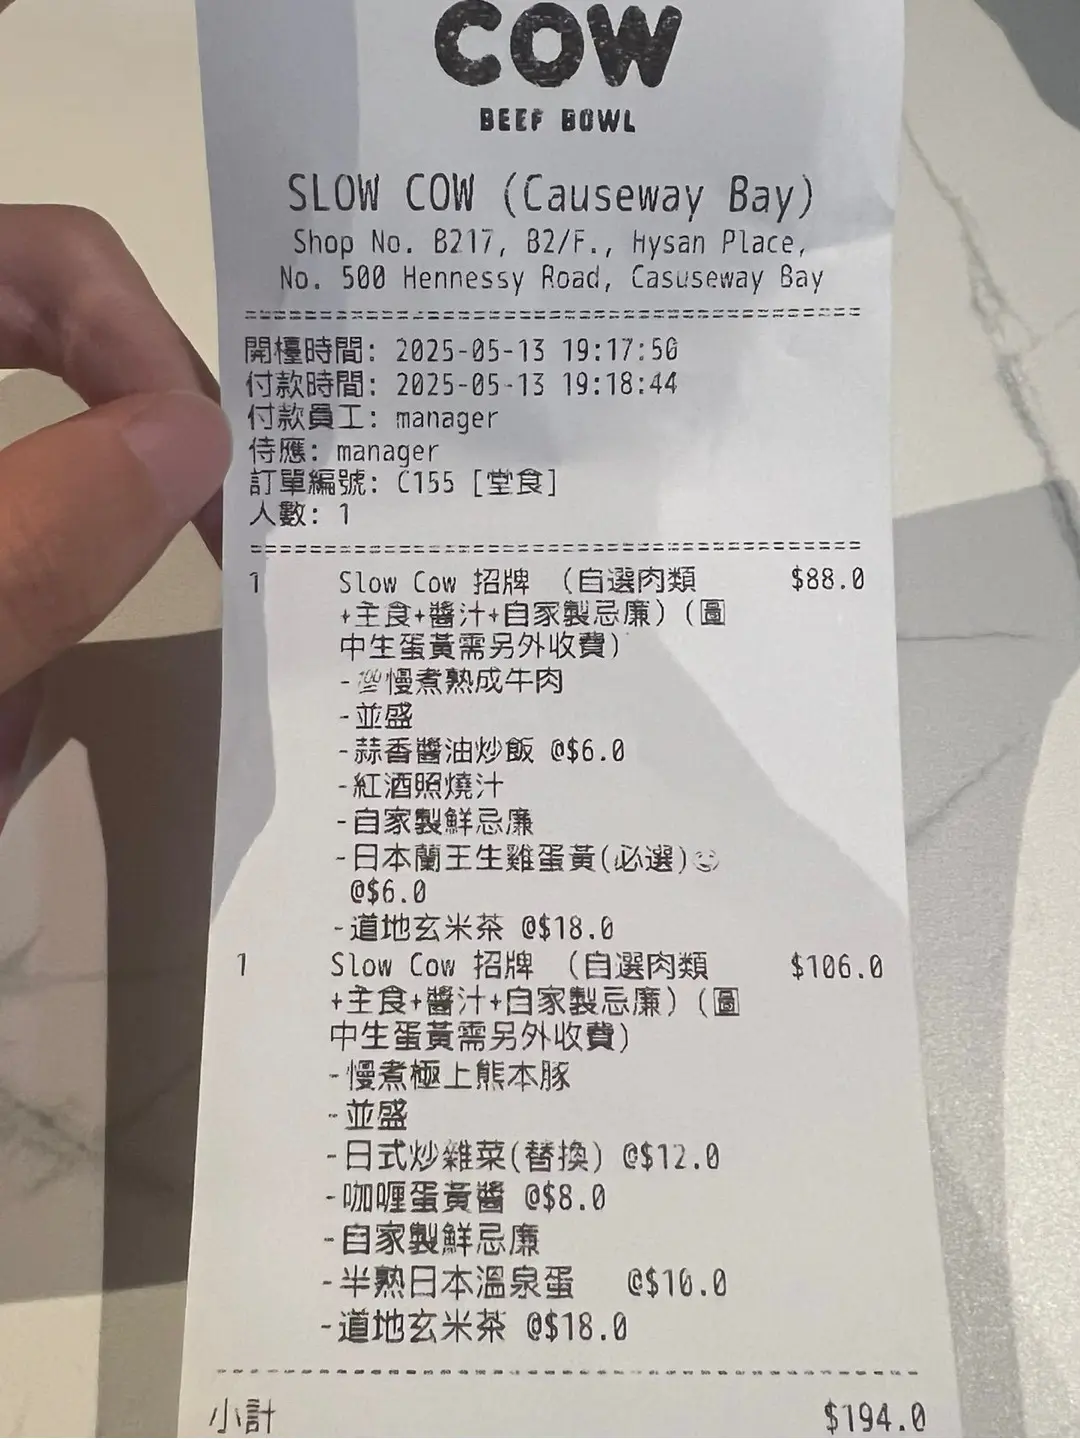 COW
BEEF BOWL
SLOW COW (Causeway Bay)
Shop No. B217, B2/F., Hysan Place,
No. 500 Hennessy Road, Casuseway Bay
開檯時間: 2025-05-13 19:17:50
付款時間: 2025-05-13 19:18:44
付款員工: manager
侍應: manager
訂單編號: C155 [堂食]
人數: 1
1 Slow Cow 招牌 (自選肉類 $88.0
+主食+醬汁+自家製忌廉) (圖
中生蛋黃需另外收費)
-💯慢煮熟成牛肉
-並盛
-蒜香醬油炒飯 @$6.0
-紅酒照燒汁
-自家製鮮忌廉
-日本蘭王生雞蛋黃(必選)
@$6.0
-道地玄米茶 @$18.0
1 Slow Cow 招牌 (自選肉類 $106.0
+主食+醬汁+自家製忌廉) (圖
中生蛋黃需另外收費)
-慢煮極上熊本豚
-並盛
-日式炒雜菜(替換) @$12.0
-咖喱蛋黃醬 @$8.0
-自家製鮮忌廉
-半熟日本溫泉蛋 @$10.0
-道地玄米茶 @$18.0
小計 $194.0